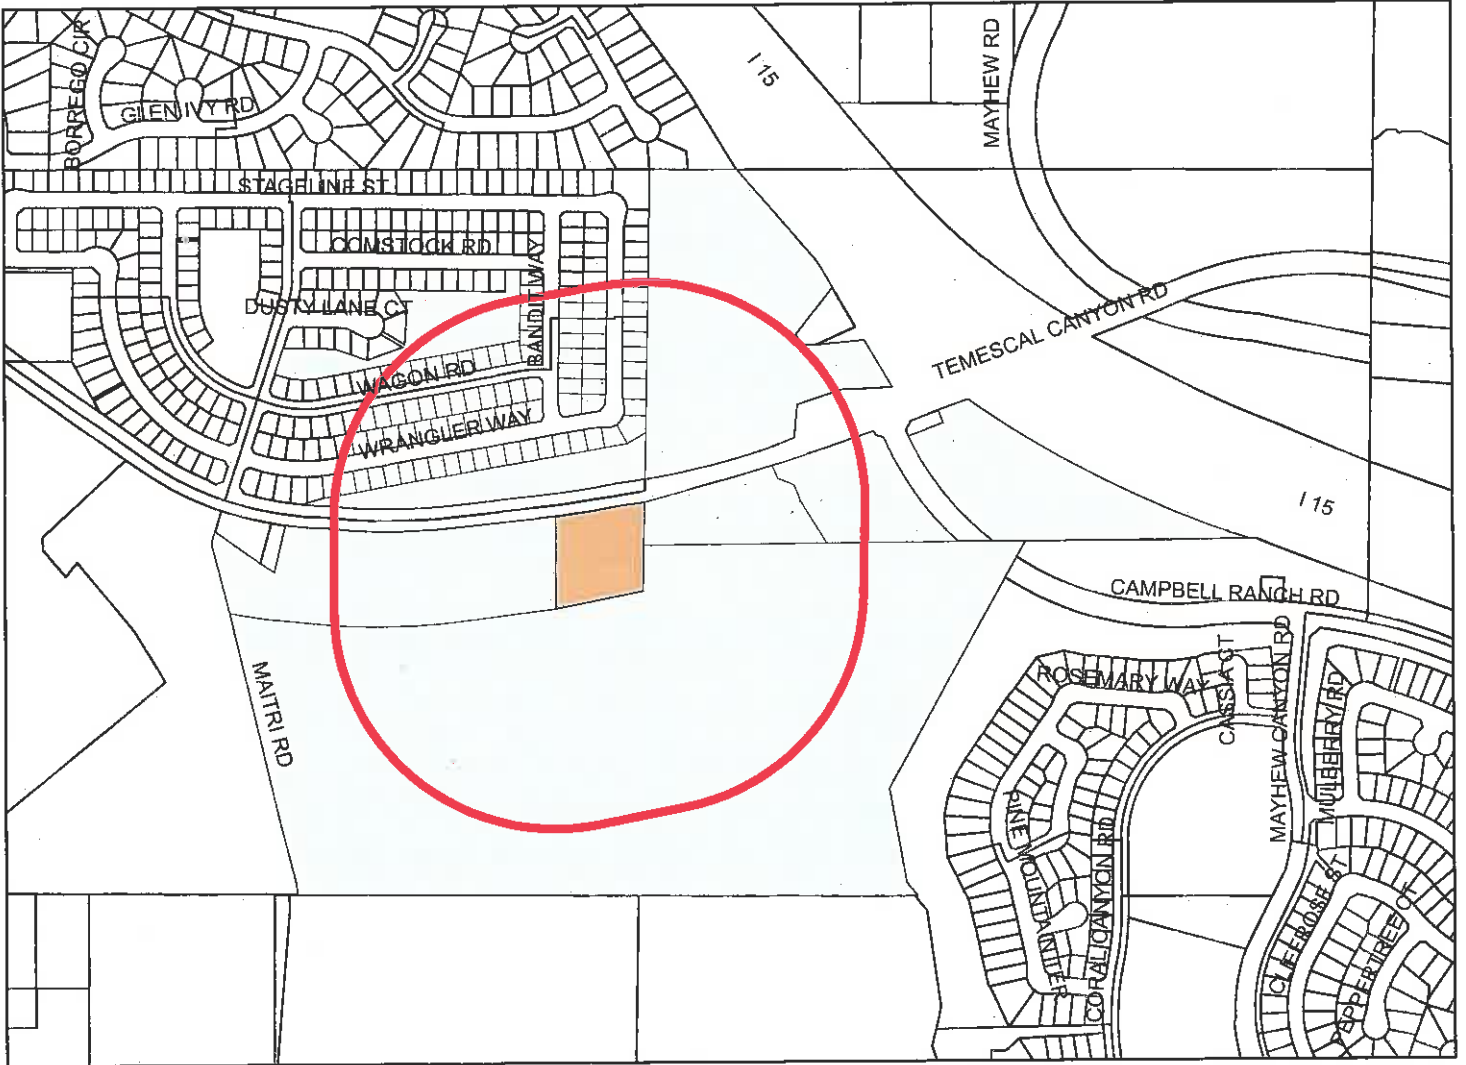 BORREGO CIR
GLEN IVY RD
I 15
MAYHEW RD
STAGELINE ST
COMSTOCK RD
BANDIT WAY
DUSTY LANE CT
TEMESCAL CANYON RD
WAGON RD
WRANGLER WAY
I 15
CAMPBELL RANCH RD
MAITRI RD
ROSEMARY WAY
CASSIA CT
MAYHEW CANYON RD
MULBERRY RD
PINE MOUNTAIN TER
CORAL CANYON RD
CLIFFROSE ST
PEPPERTREE CT